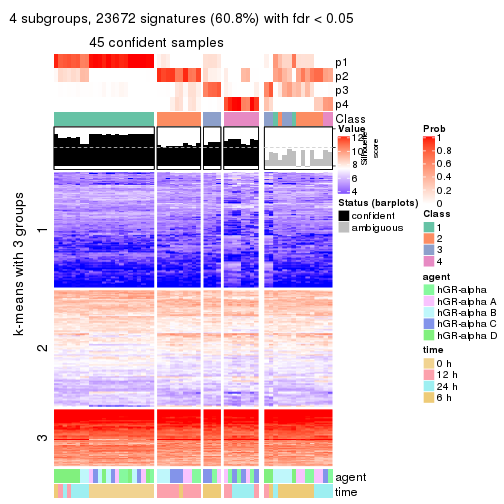 4 subgroups, 23672 signatures (60.8%) with fdr < 0.05
45 confident samples
p1
p2
p3
p4
Class
Silhouette
score
k-means with 3 groups
1
2
3
agent
time
Value
12
8
6
4
Status (barplots)
confident
ambiguous
Prob
1
0.8
0.6
0.4
0.2
0
Class
1
2
3
4
agent
hGR-alpha
hGR-alpha A
hGR-alpha B
hGR-alpha C
hGR-alpha D
time
0 h
12 h
24 h
6 h